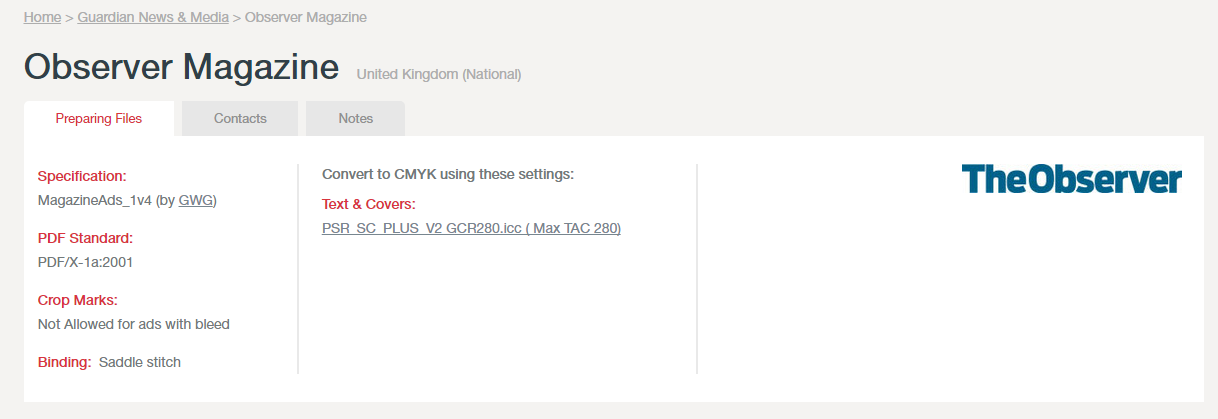 Home > Guardian News & Media > Observer Magazine
Observer Magazine United Kingdom (National)
Preparing Files Contacts Notes
Specification:
MagazineAds_1v4 (by GWG)
PDF Standard:
PDF/X-1a:2001
Crop Marks:
Not Allowed for ads with bleed
Binding: Saddle stitch
Convert to CMYK using these settings:
Text & Covers:
PSR_SC_PLUS_V2 GCR280.icc ( Max TAC 280)
TheObserver